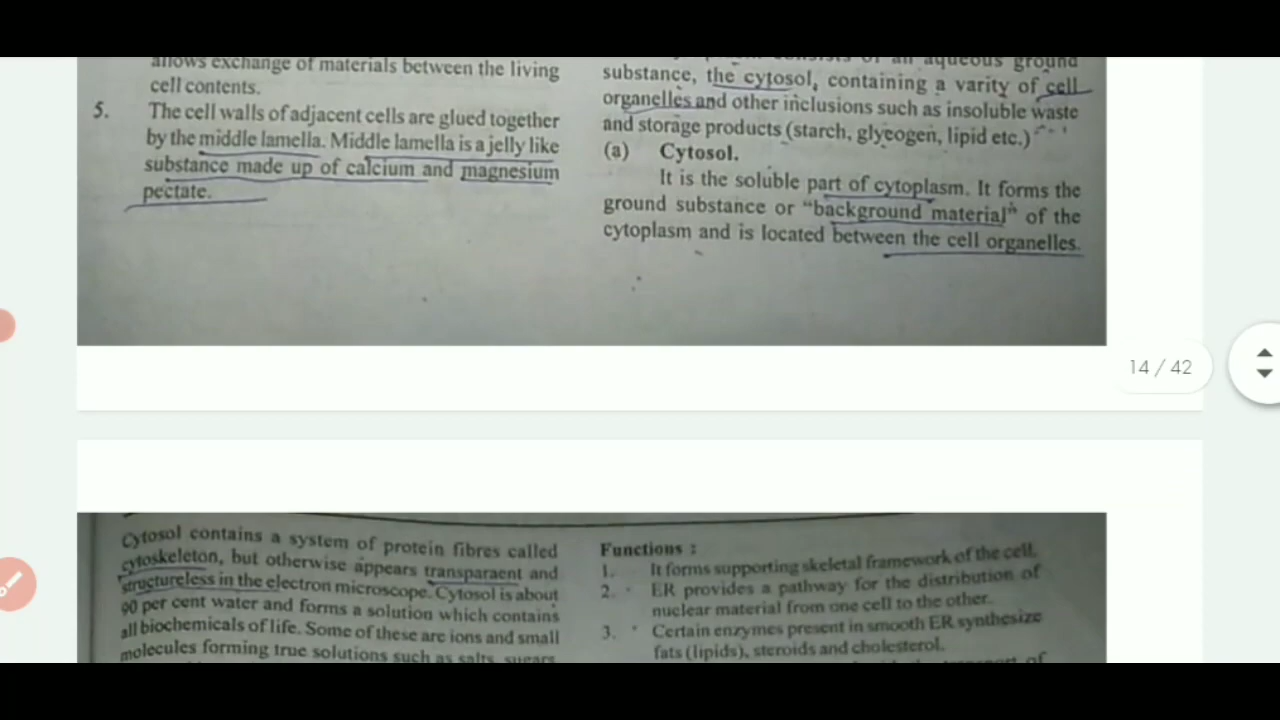 allows exchange of materials between the living
cell contents.
5. The cell walls of adjacent cells are glued together
by the middle lamella. Middle lamella is a jelly like
substance made up of calcium and magnesium
pectate.
an aqueous ground
substance, the cytosol, containing a varity of cell
organelles and other inclusions such as insoluble waste
and storage products (starch, glycogen, lipid etc.)
(a) Cytosol.
It is the soluble part of cytoplasm. It forms the
ground substance or "background material" of the
cytoplasm and is located between the cell organelles.
14 / 42
Cytosol contains a system of protein fibres called
cytoskeleton, but otherwise appears transparaent and
structureless in the electron microscope. Cytosol is about
90 per cent water and forms a solution which contains
all biochemicals of life. Some of these are ions and small
molecules forming true solutions such as salts, sugars
Functions :
1. It forms supporting skeletal framework of the cell.
2. ER provides a pathway for the distribution of
nuclear material from one cell to the other.
3. Certain enzymes present in smooth ER synthesize
fats (lipids), steroids and cholesterol.